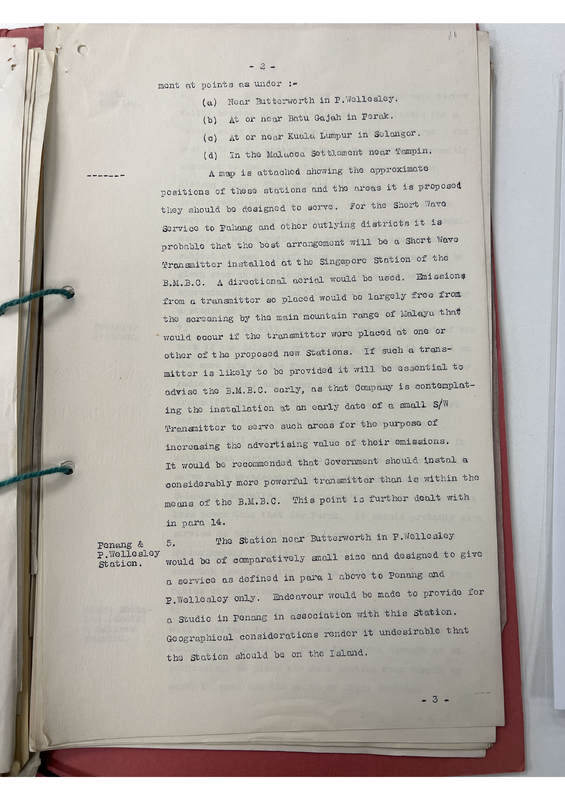 - 2 -
ment at points as under :-
(a) Near Butterworth in P.Wellesley.
(b) At or near Batu Gajah in Perak.
(c) At or near Kuala Lumpur in Selangor.
(d) In the Malacca Settlement near Tampin.
-------
A map is attached showing the approximate
positions of these stations and the areas it is proposed
they should be designed to serve. For the Short Wave
Service to Pahang and other outlying districts it is
probable that the best arrangement will be a Short Wave
Transmitter installed at the Singapore Station of the
B.M.B.C. A directional aerial would be used. Emissions
from a transmitter so placed would be largely free from
the screening by the main mountain range of Malaya that
would occur if the transmitter were placed at one or
other of the proposed new Stations. If such a trans-
mitter is likely to be provided it will be essential to
advise the B.M.B.C. early, as that Company is contemplat-
ing the installation at an early date of a small S/W
Transmitter to serve such areas for the purpose of
increasing the advertising value of their emissions.
It would be recommended that Government should instal a
considerably more powerful transmitter than is within the
means of the B.M.B.C. This point is further dealt with
in para 14.
Penang &
P.Wellesley
Station.
5. The Station near Butterworth in P.Wellesley
would be of comparatively small size and designed to give
a service as defined in para 1 above to Penang and
P.Wellesley only. Endeavour would be made to provide for
a Studio in Penang in association with this Station.
Geographical considerations render it undesirable that
the Station should be on the Island.
- 3 -